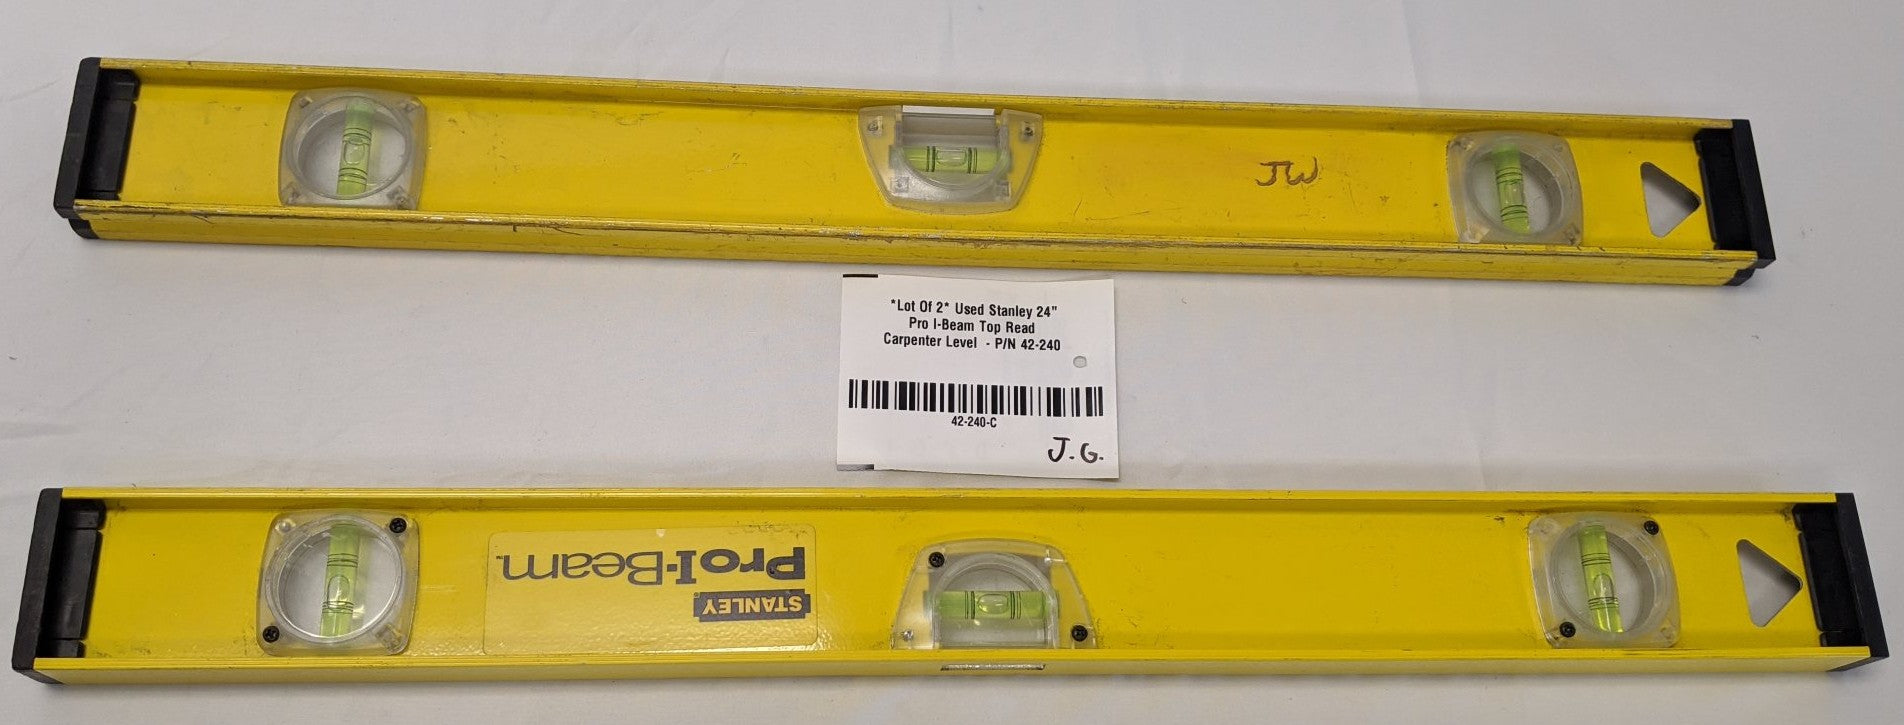 JW
*Lot Of 2* Used Stanley 24"
Pro I-Beam Top Read
Carpenter Level - P/N 42-240
42-240-C
J.G.
STANLEY®
Pro I-Beam™